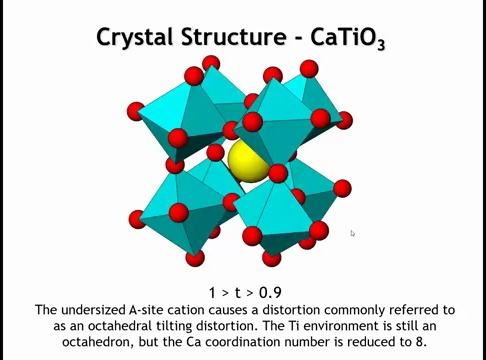 Crystal Structure - CaTiO₃
1 > t > 0.9
The undersized A-site cation causes a distortion commonly referred to
as an octahedral tilting distortion. The Ti environment is still an
octahedron, but the Ca coordination number is reduced to 8.